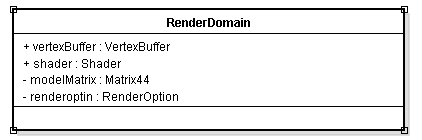 RenderDomain
+ vertexBuffer : VertexBuffer
+ shader : Shader
- modelMatrix : Matrix44
- renderoptin : RenderOption